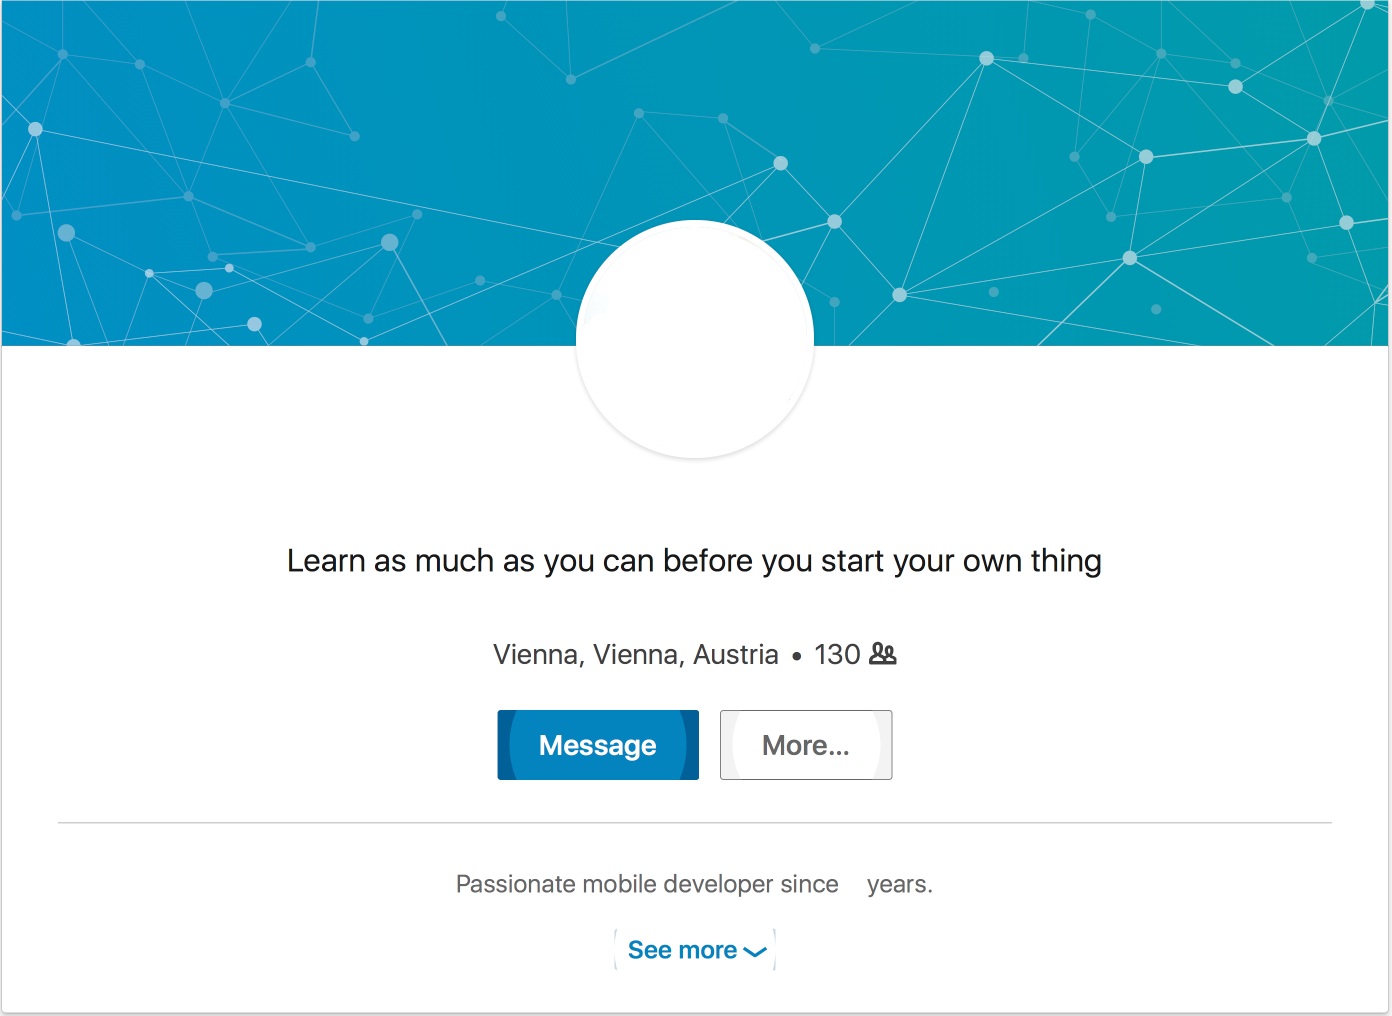 Learn as much as you can before you start your own thing
Vienna, Vienna, Austria • 130
Message
More...
Passionate mobile developer since years.
See more